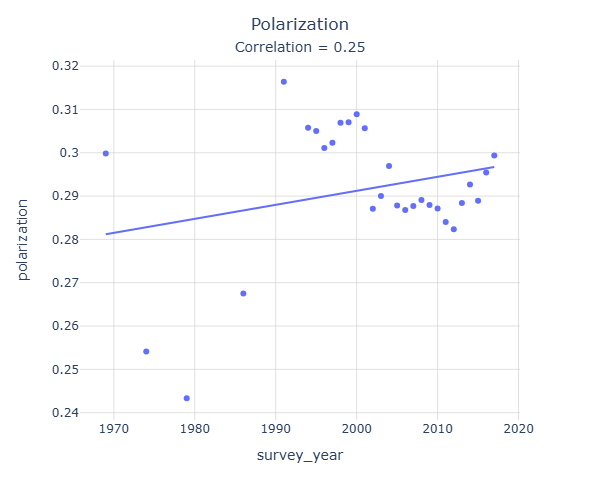 Polarization
Correlation = 0.25
0.32
0.31
0.3
0.29
0.28
0.27
0.26
0.25
0.24
polarization
1970 1980 1990 2000 2010 2020
survey_year